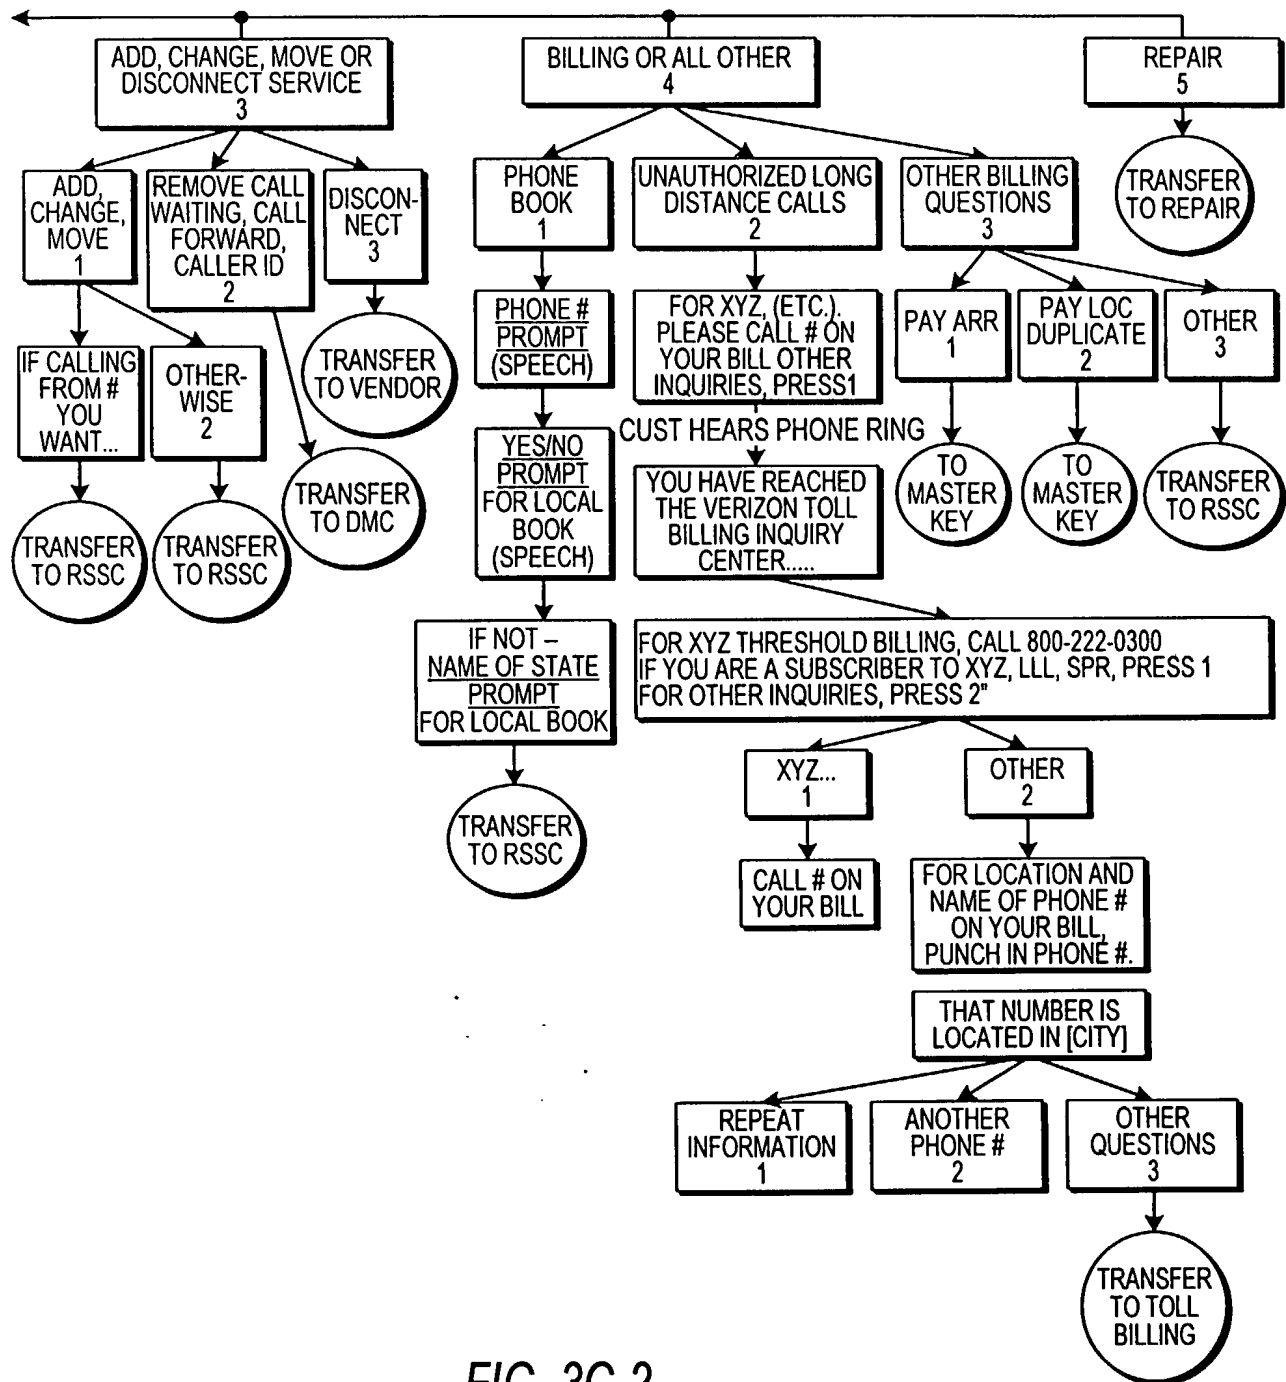 ADD, CHANGE, MOVE OR
DISCONNECT SERVICE
3
BILLING OR ALL OTHER
4
REPAIR
5
ADD,
CHANGE,
MOVE
1
REMOVE CALL
WAITING, CALL
FORWARD,
CALLER ID
2
DISCON-
NECT
3
PHONE
BOOK
1
UNAUTHORIZED LONG
DISTANCE CALLS
2
OTHER BILLING
QUESTIONS
3
TRANSFER
TO REPAIR
IF CALLING
FROM #
YOU
WANT...
OTHER-
WISE
2
TRANSFER
TO VENDOR
PHONE #
PROMPT
(SPEECH)
FOR XYZ, (ETC.).
PLEASE CALL # ON
YOUR BILL OTHER
INQUIRIES, PRESS1
PAY ARR
1
PAY LOC
DUPLICATE
2
OTHER
3
CUST HEARS PHONE RING
TRANSFER
TO RSSC
TRANSFER
TO RSSC
TRANSFER
TO DMC
YES/NO
PROMPT
FOR LOCAL
BOOK
(SPEECH)
YOU HAVE REACHED
THE VERIZON TOLL
BILLING INQUIRY
CENTER.....
TO
MASTER
KEY
TO
MASTER
KEY
TRANSFER
TO RSSC
IF NOT –
NAME OF STATE
PROMPT
FOR LOCAL BOOK
FOR XYZ THRESHOLD BILLING, CALL 800-222-0300
IF YOU ARE A SUBSCRIBER TO XYZ, LLL, SPR, PRESS 1
FOR OTHER INQUIRIES, PRESS 2"
TRANSFER
TO RSSC
XYZ...
1
OTHER
2
CALL # ON
YOUR BILL
FOR LOCATION AND
NAME OF PHONE #
ON YOUR BILL,
PUNCH IN PHONE #.
THAT NUMBER IS
LOCATED IN [CITY]
REPEAT
INFORMATION
1
ANOTHER
PHONE #
2
OTHER
QUESTIONS
3
TRANSFER
TO TOLL
BILLING
FIG. 3C-2